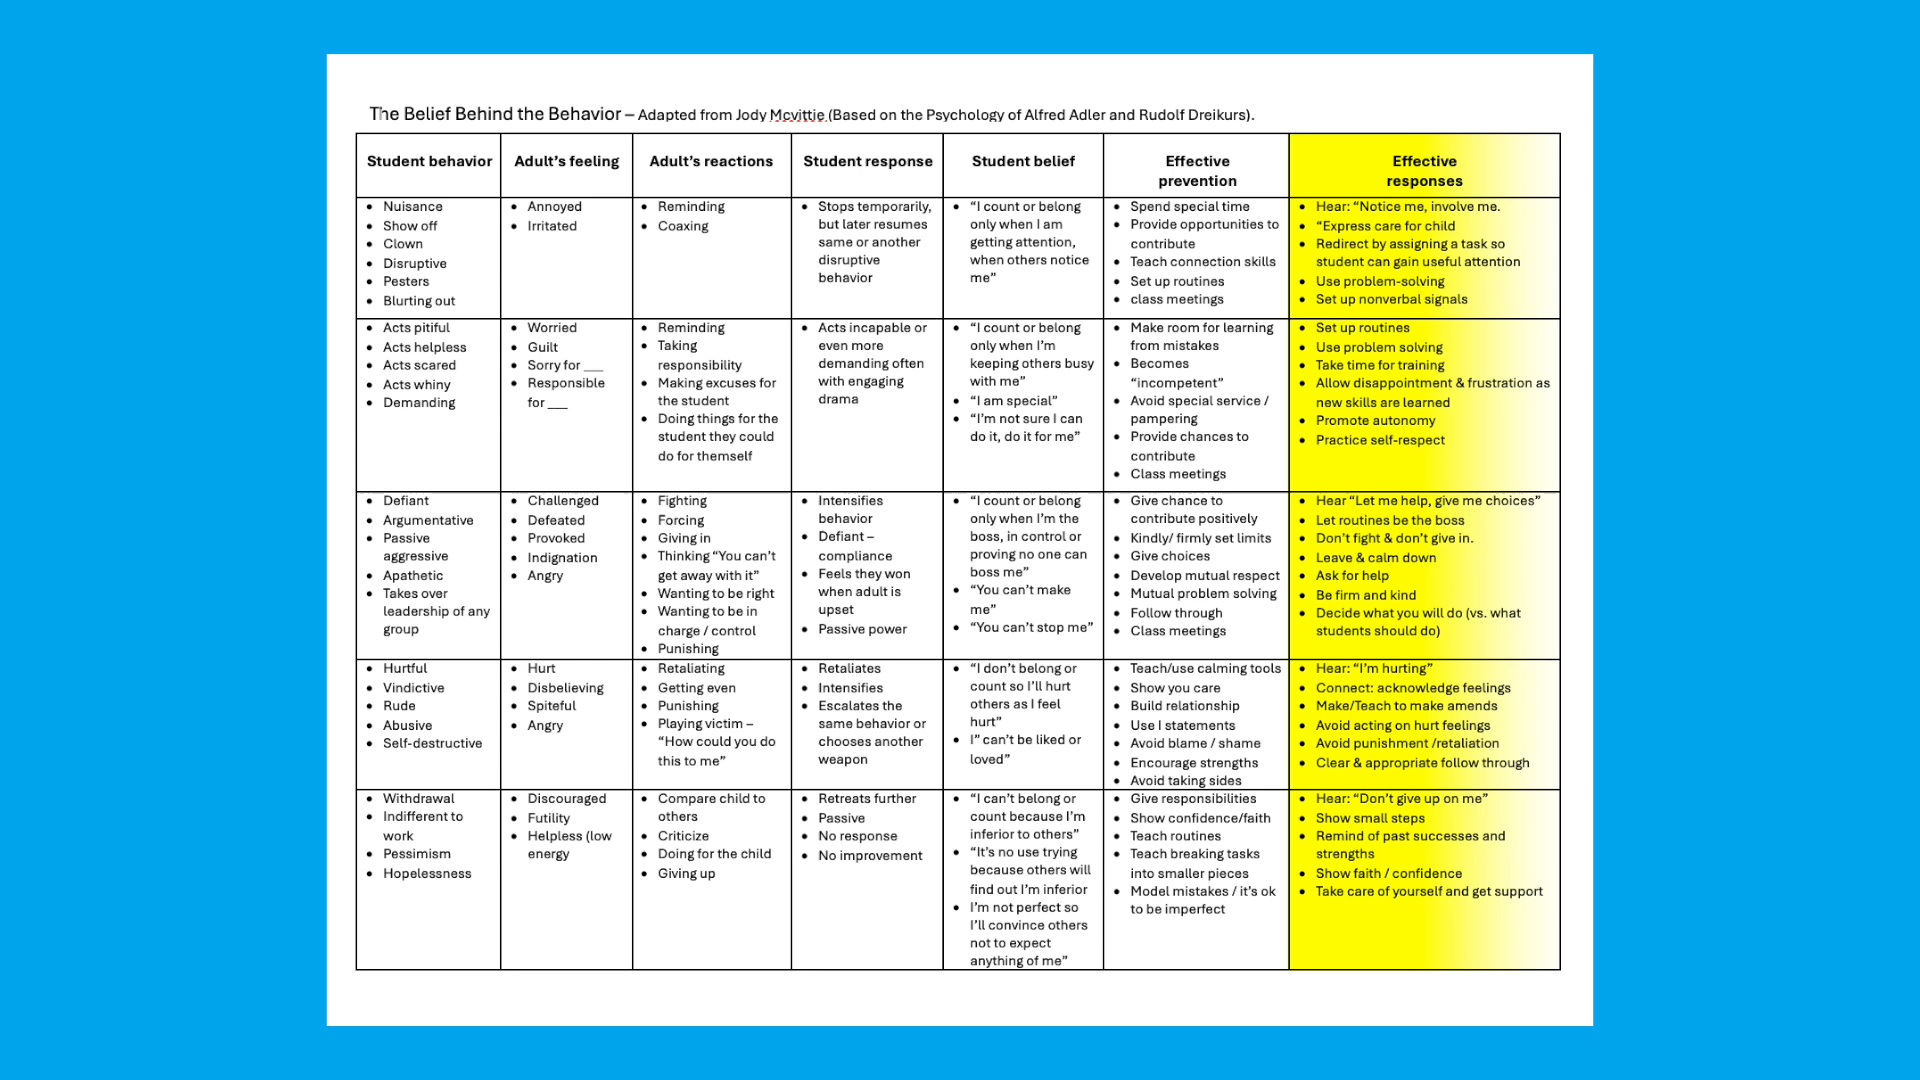 The Belief Behind the Behavior – Adapted from Jody Mcvittie (Based on the Psychology of Alfred Adler and Rudolf Dreikurs).
Student behavior
Adult's feeling
Adult's reactions
Student response
Student belief
Effective
prevention
Effective
responses
• Nuisance
• Show off
• Clown
• Disruptive
• Pesters
• Blurting out
• Annoyed
• Irritated
• Reminding
• Coaxing
• Stops temporarily,
but later resumes
same or another
disruptive
behavior
• “I count or belong
only when I am
getting attention,
when others notice
me”
• Spend special time
• Provide opportunities to
contribute
• Teach connection skills
• Set up routines
• class meetings
• Hear: “Notice me, involve me.
• “Express care for child
• Redirect by assigning a task so
student can gain useful attention
• Use problem-solving
• Set up nonverbal signals
• Acts pitiful
• Acts helpless
• Acts scared
• Acts whiny
• Demanding
• Worried
• Guilt
• Sorry for ___
• Responsible
for ___
• Reminding
• Taking
responsibility
• Making excuses for
the student
• Doing things for the
student they could
do for themself
• Acts incapable or
even more
demanding often
with engaging
drama
• “I count or belong
only when I’m
keeping others busy
with me”
• “I am special”
• “I’m not sure I can
do it, do it for me”
• Make room for learning
from mistakes
• Becomes
“incompetent”
• Avoid special service /
pampering
• Provide chances to
contribute
• Class meetings
• Set up routines
• Use problem solving
• Take time for training
• Allow disappointment & frustration as
new skills are learned
• Promote autonomy
• Practice self-respect
• Defiant
• Argumentative
• Passive
aggressive
• Apathetic
• Takes over
leadership of any
group
• Challenged
• Defeated
• Provoked
• Indignation
• Angry
• Fighting
• Forcing
• Giving in
• Thinking “You can’t
get away with it”
• Wanting to be right
• Wanting to be in
charge / control
• Punishing
• Intensifies
behavior
• Defiant –
compliance
• Feels they won
when adult is
upset
• Passive power
• “I count or belong
only when I’m the
boss, in control or
proving no one can
boss me”
• “You can’t make
me”
• “You can’t stop me”
• Give chance to
contribute positively
• Kindly/ firmly set limits
• Give choices
• Develop mutual respect
• Mutual problem solving
• Follow through
• Class meetings
• Hear “Let me help, give me choices”
• Let routines be the boss
• Don’t fight & don’t give in.
• Leave & calm down
• Ask for help
• Be firm and kind
• Decide what you will do (vs. what
students should do)
• Hurtful
• Vindictive
• Rude
• Abusive
• Self-destructive
• Hurt
• Disbelieving
• Spiteful
• Angry
• Retaliating
• Getting even
• Punishing
• Playing victim –
“How could you do
this to me”
• Retaliates
• Intensifies
• Escalates the
same behavior or
chooses another
weapon
• “I don’t belong or
count so I’ll hurt
others as I feel
hurt”
• I” can’t be liked or
loved”
• Teach/use calming tools
• Show you care
• Build relationship
• Use I statements
• Avoid blame / shame
• Encourage strengths
• Avoid taking sides
• Hear: “I’m hurting”
• Connect: acknowledge feelings
• Make/Teach to make amends
• Avoid acting on hurt feelings
• Avoid punishment /retaliation
• Clear & appropriate follow through
• Withdrawal
• Indifferent to
work
• Pessimism
• Hopelessness
• Discouraged
• Futility
• Helpless (low
energy
• Compare child to
others
• Criticize
• Doing for the child
• Giving up
• Retreats further
• Passive
• No response
• No improvement
• “I can’t belong or
count because I’m
inferior to others”
• “It’s no use trying
because others will
find out I’m inferior
• I’m not perfect so
I’ll convince others
not to expect
anything of me”
• Give responsibilities
• Show confidence/faith
• Teach routines
• Teach breaking tasks
into smaller pieces
• Model mistakes / it’s ok
to be imperfect
• Hear: “Don’t give up on me”
• Show small steps
• Remind of past successes and
strengths
• Show faith / confidence
• Take care of yourself and get support